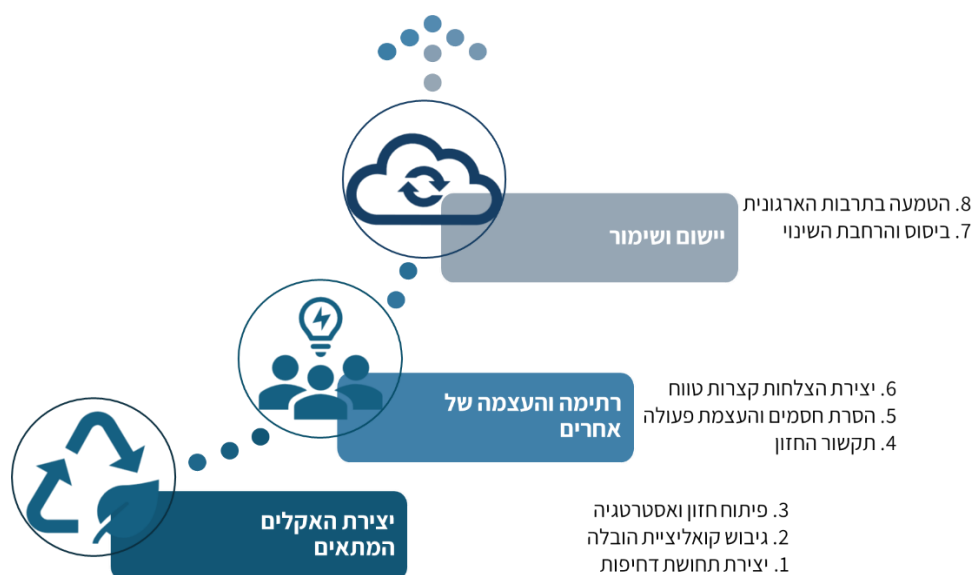 8. הטמעה בתרבות הארגונית
7. ביסוס והרחבת השינוי
יישום ושימור
6. יצירת הצלחות קצרות טווח
5. הסרת חסמים והעצמת פעולה
4. תקשור החזון
רתימה והעצמה של
אחרים
3. פיתוח חזון ואסטרטגיה
2. גיבוש קואליציית הובלה
1. יצירת תחושת דחיפות
יצירת האקלים
המתאים